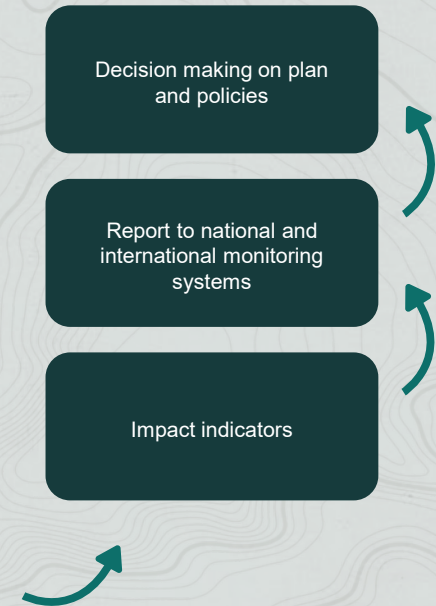 Decision making on plan
and policies
Report to national and
international monitoring
systems
Impact indicators